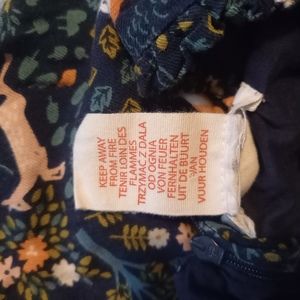 KEEP AWAY
FROM FIRE
TENIR LOIN DES
FLAMMES
TRZYMAĆ Z DALA
OD OGNIA
VON FEUER
FERNHALTEN
UIT DE BUURT
VAN
VUUR HOUDEN